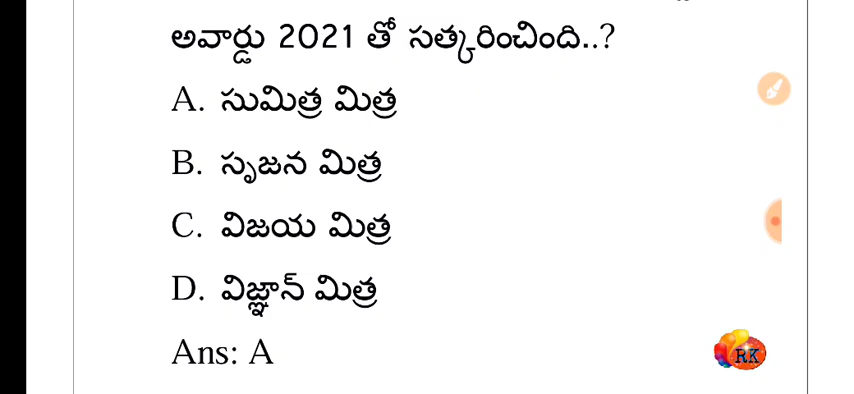 అవార్డు 2021 తో సత్కరించింది..?
A. సుమిత్ర మిత్ర
B. సృజన మిత్ర
C. విజయ మిత్ర
D. విజ్ఞాన్ మిత్ర
Ans: A
RK